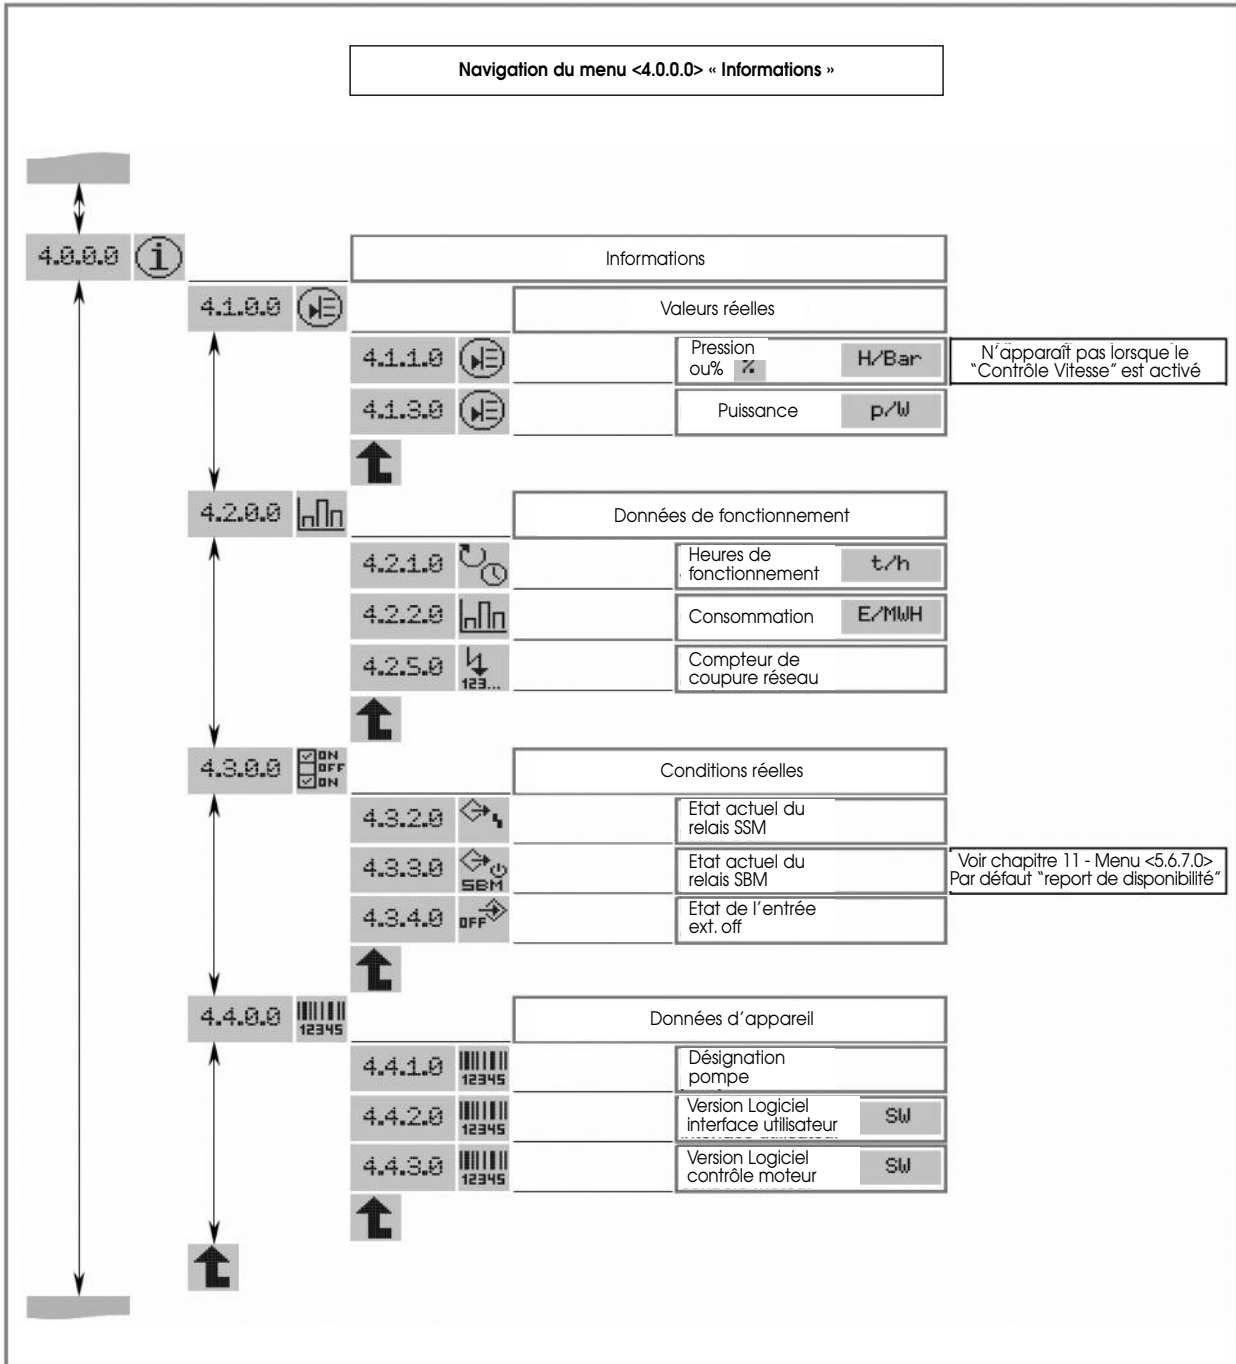 Navigation du menu <4.0.0.0> « Informations »
4.0.0.0 i Informations
4.1.0.0 Valeurs réelles
4.1.1.0 Pression
ou% % H/Bar
N'apparaît pas lorsque le
"Contrôle Vitesse" est activé
4.1.3.0 Puissance p/W
4.2.0.0 Données de fonctionnement
4.2.1.0 Heures de
fonctionnement t/h
4.2.2.0 Consommation E/MWH
4.2.5.0 123... Compteur de
coupure réseau
4.3.0.0 ON
OFF
ON
Conditions réelles
4.3.2.0 Etat actuel du
relais SSM
4.3.3.0 SBM Etat actuel du
relais SBM
Voir chapitre 11 - Menu <5.6.7.0>
Par défaut "report de disponibilité"
4.3.4.0 OFF Etat de l'entrée
ext. off
4.4.0.0 12345 Données d'appareil
4.4.1.0 12345 Désignation
pompe
4.4.2.0 12345 Version Logiciel
interface utilisateur SW
4.4.3.0 12345 Version Logiciel
contrôle moteur SW